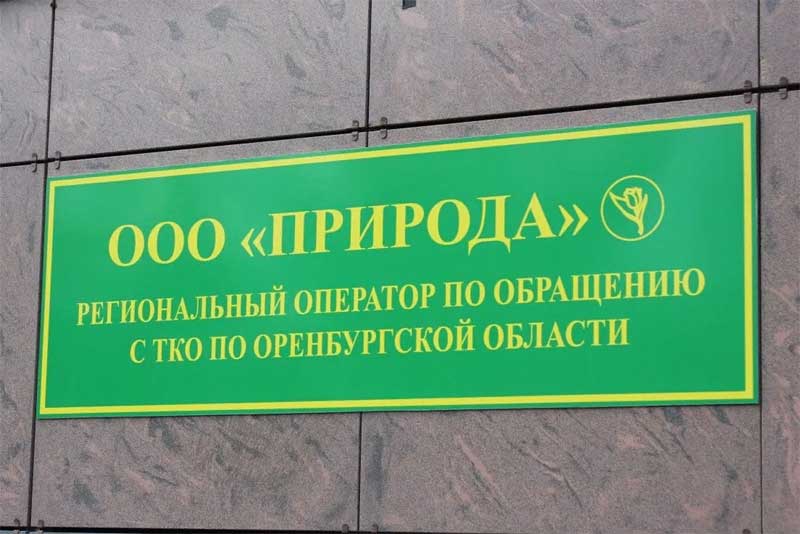 ООО «ПРИРОДА»
РЕГИОНАЛЬНЫЙ ОПЕРАТОР ПО ОБРАЩЕНИЮ
С ТКО ПО ОРЕНБУРГСКОЙ ОБЛАСТИ